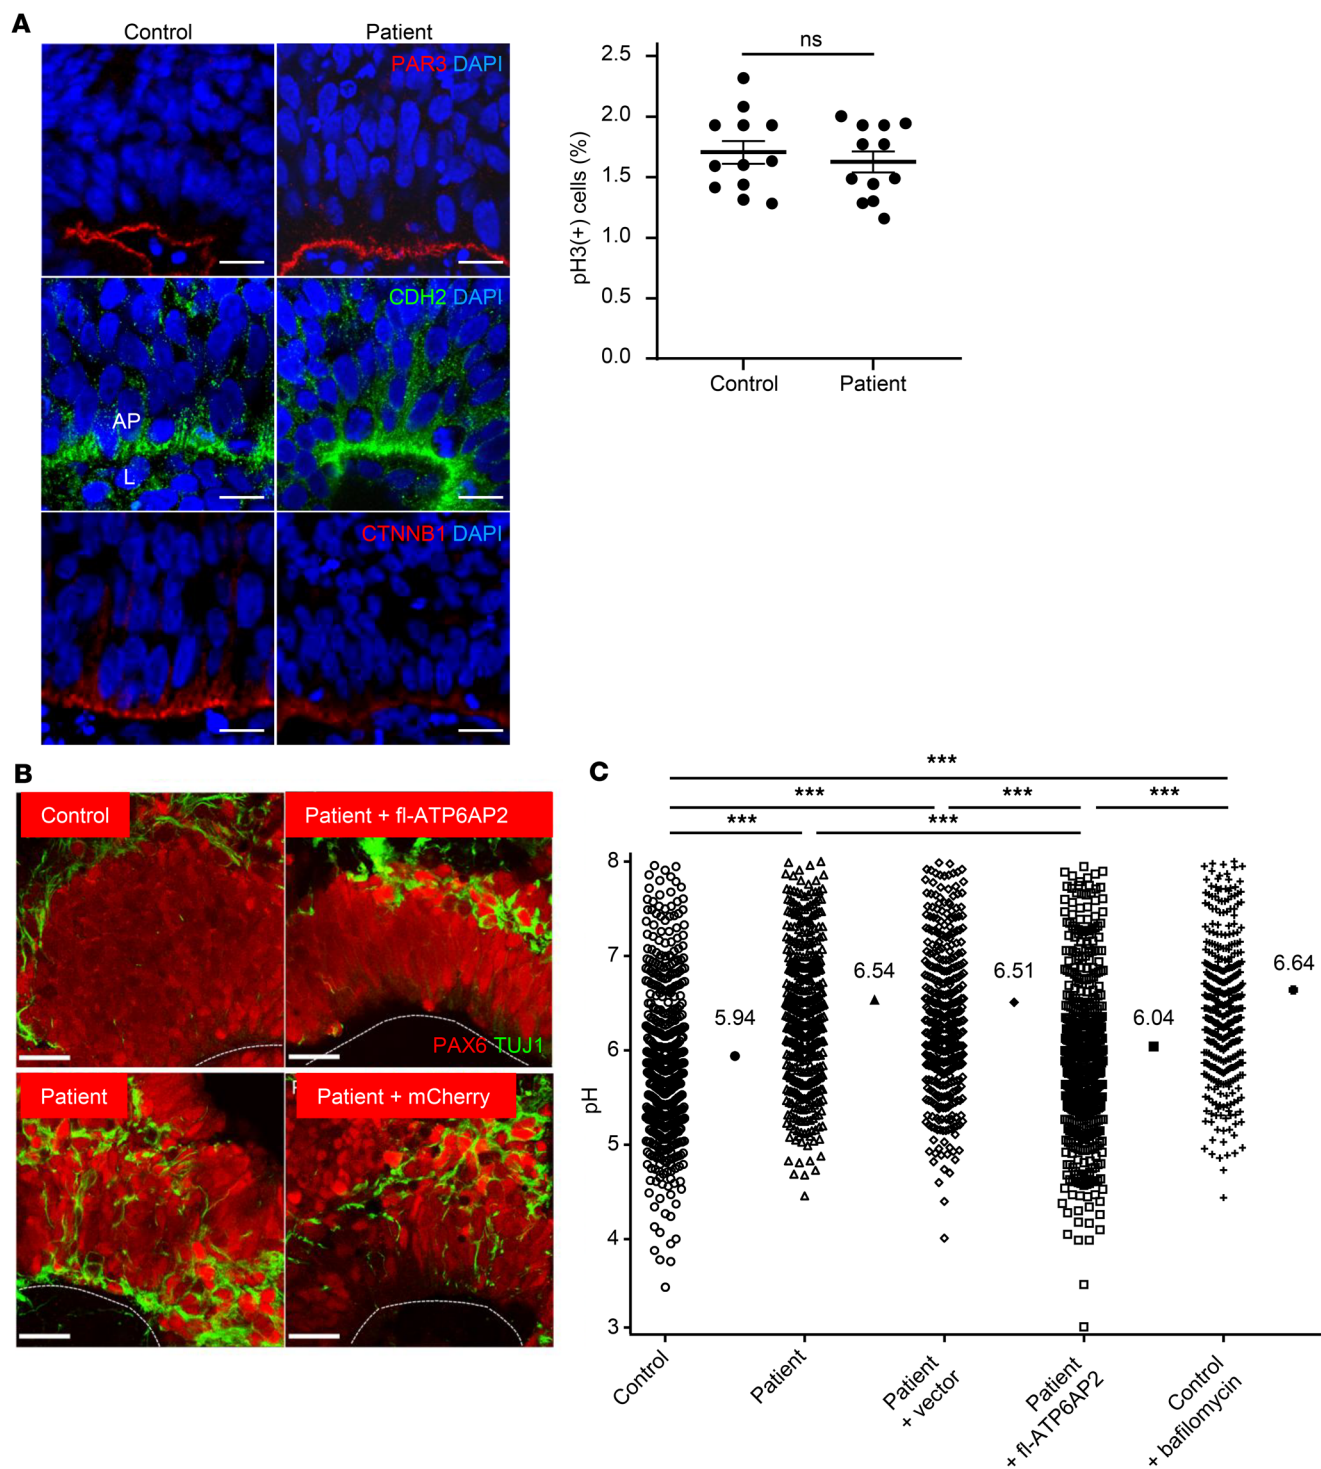 A
Control
Patient
PAR3 DAPI
CDH2 DAPI
AP
L
CTNNB1 DAPI
ns
2.5
2.0
1.5
1.0
0.5
0.0
pH3(+) cells (%)
Control
Patient
B
Control
Patient + fl-ATP6AP2
PAX6 TUJ1
Patient
Patient + mCherry
C
***
***
***
***
***
***
8
7
6
5
4
3
pH
5.94
6.54
6.51
6.04
6.64
Control
Patient
Patient
+ vector
Patient
+ fl-ATP6AP2
Control
+ bafilomycin